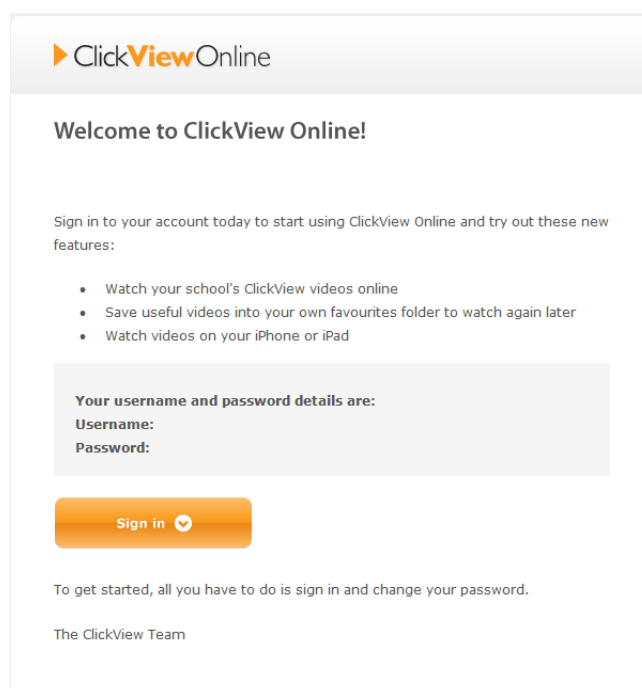 ClickViewOnline
Welcome to ClickView Online!
Sign in to your account today to start using ClickView Online and try out these new
features:
• Watch your school's ClickView videos online
• Save useful videos into your own favourites folder to watch again later
• Watch videos on your iPhone or iPad
Your username and password details are:
Username:
Password:
Sign in
To get started, all you have to do is sign in and change your password.
The ClickView Team